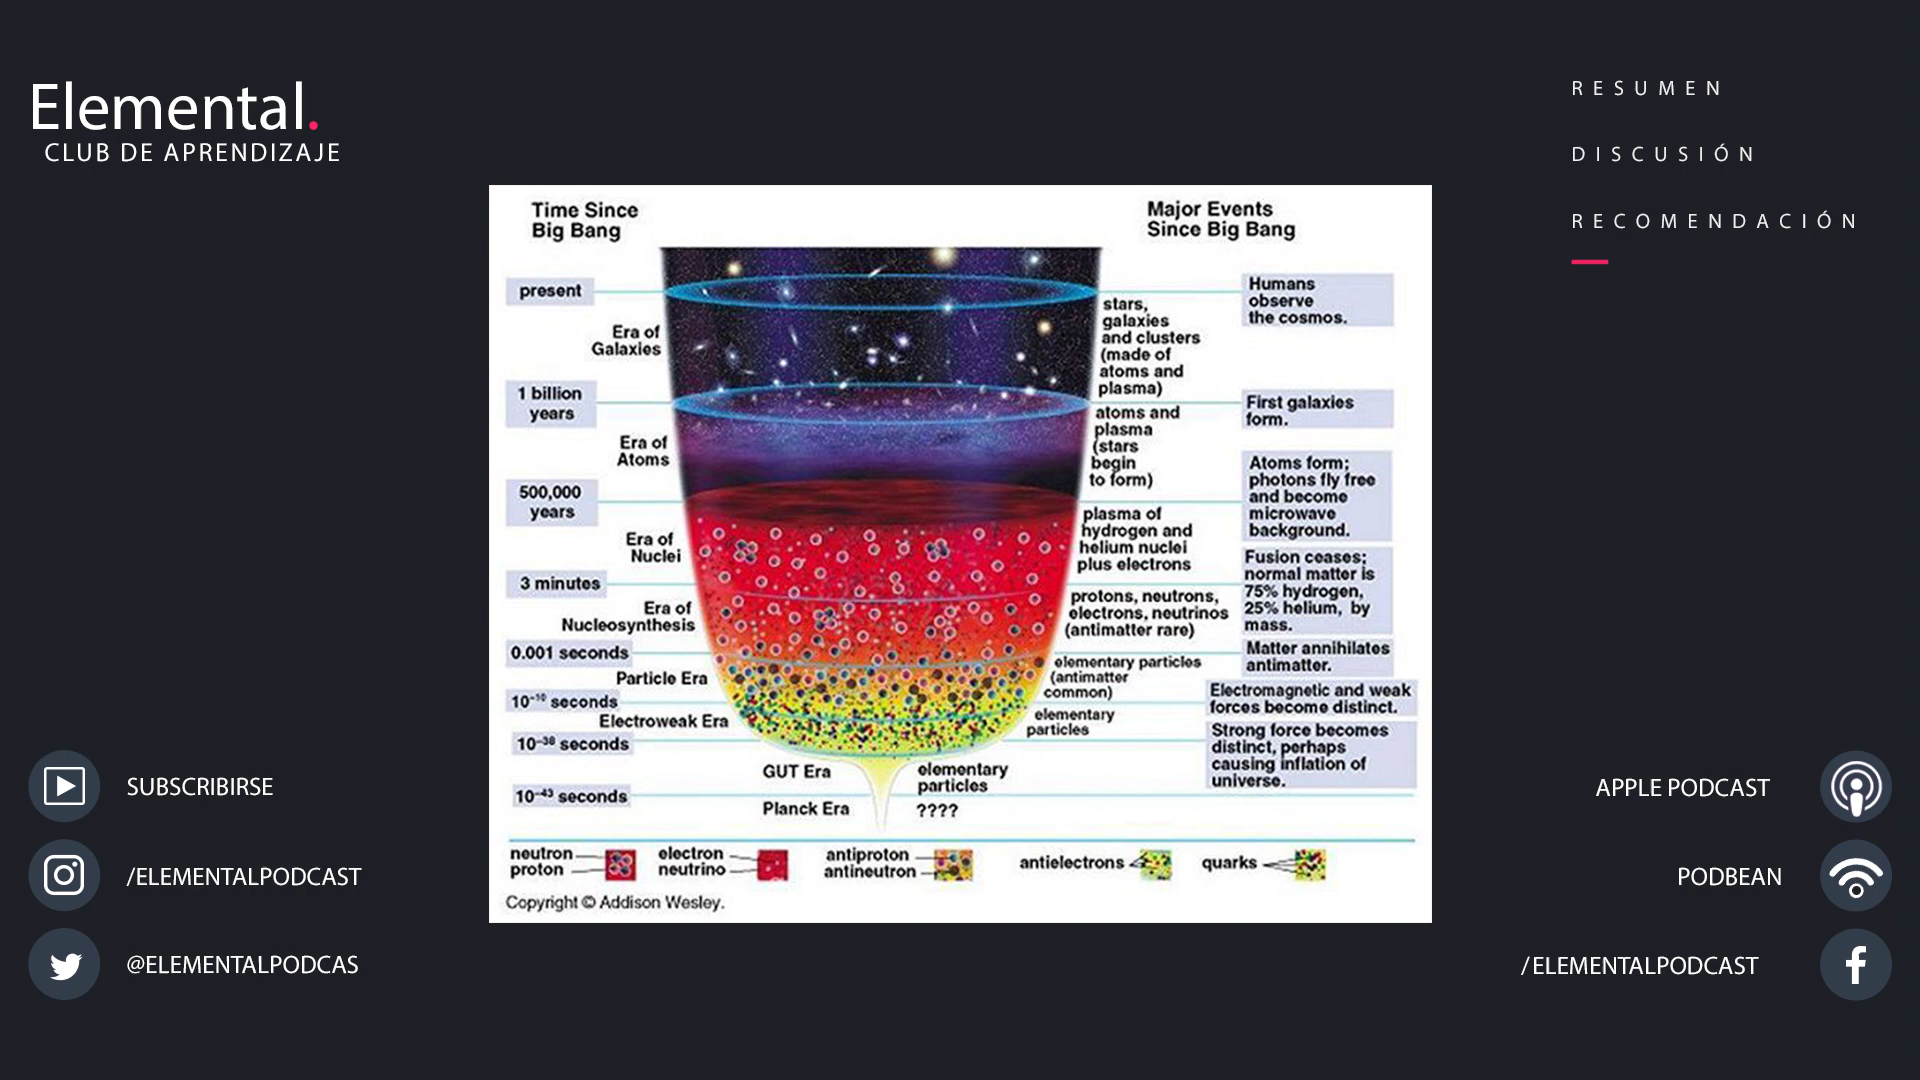 Elemental.
CLUB DE APRENDIZAJE
RESUMEN
DISCUSIÓN
RECOMENDACIÓN
Time Since
Big Bang
Major Events
Since Big Bang
present
Humans
observe
the cosmos.
Era of
Galaxies
stars,
galaxies
and clusters
(made of
atoms and
plasma)
1 billion
years
First galaxies
form.
Era of
Atoms
atoms and
plasma
(stars
begin
to form)
500,000
years
Atoms form;
photons fly free
and become
microwave
background.
Era of
Nuclei
plasma of
hydrogen and
helium nuclei
plus electrons
3 minutes
Fusion ceases;
normal matter is
75% hydrogen,
25% helium, by
mass.
Era of
Nucleosynthesis
protons, neutrons,
electrons, neutrinos
(antimatter rare)
0.001 seconds
Matter annihilates
antimatter.
Particle Era
elementary particles
(antimatter
common)
10⁻¹⁰ seconds
Electromagnetic and weak
forces become distinct.
Electroweak Era
elementary
particles
10⁻³⁸ seconds
Strong force becomes
distinct, perhaps
causing inflation of
universe.
GUT Era
elementary
particles
10⁻⁴³ seconds
Planck Era
????
neutron
proton
electron
neutrino
antiproton
antineutron
antielectrons
quarks
Copyright © Addison Wesley.
SUBSCRIBIRSE
/ELEMENTALPODCAST
@ELEMENTALPODCAS
APPLE PODCAST
PODBEAN
/ELEMENTALPODCAST